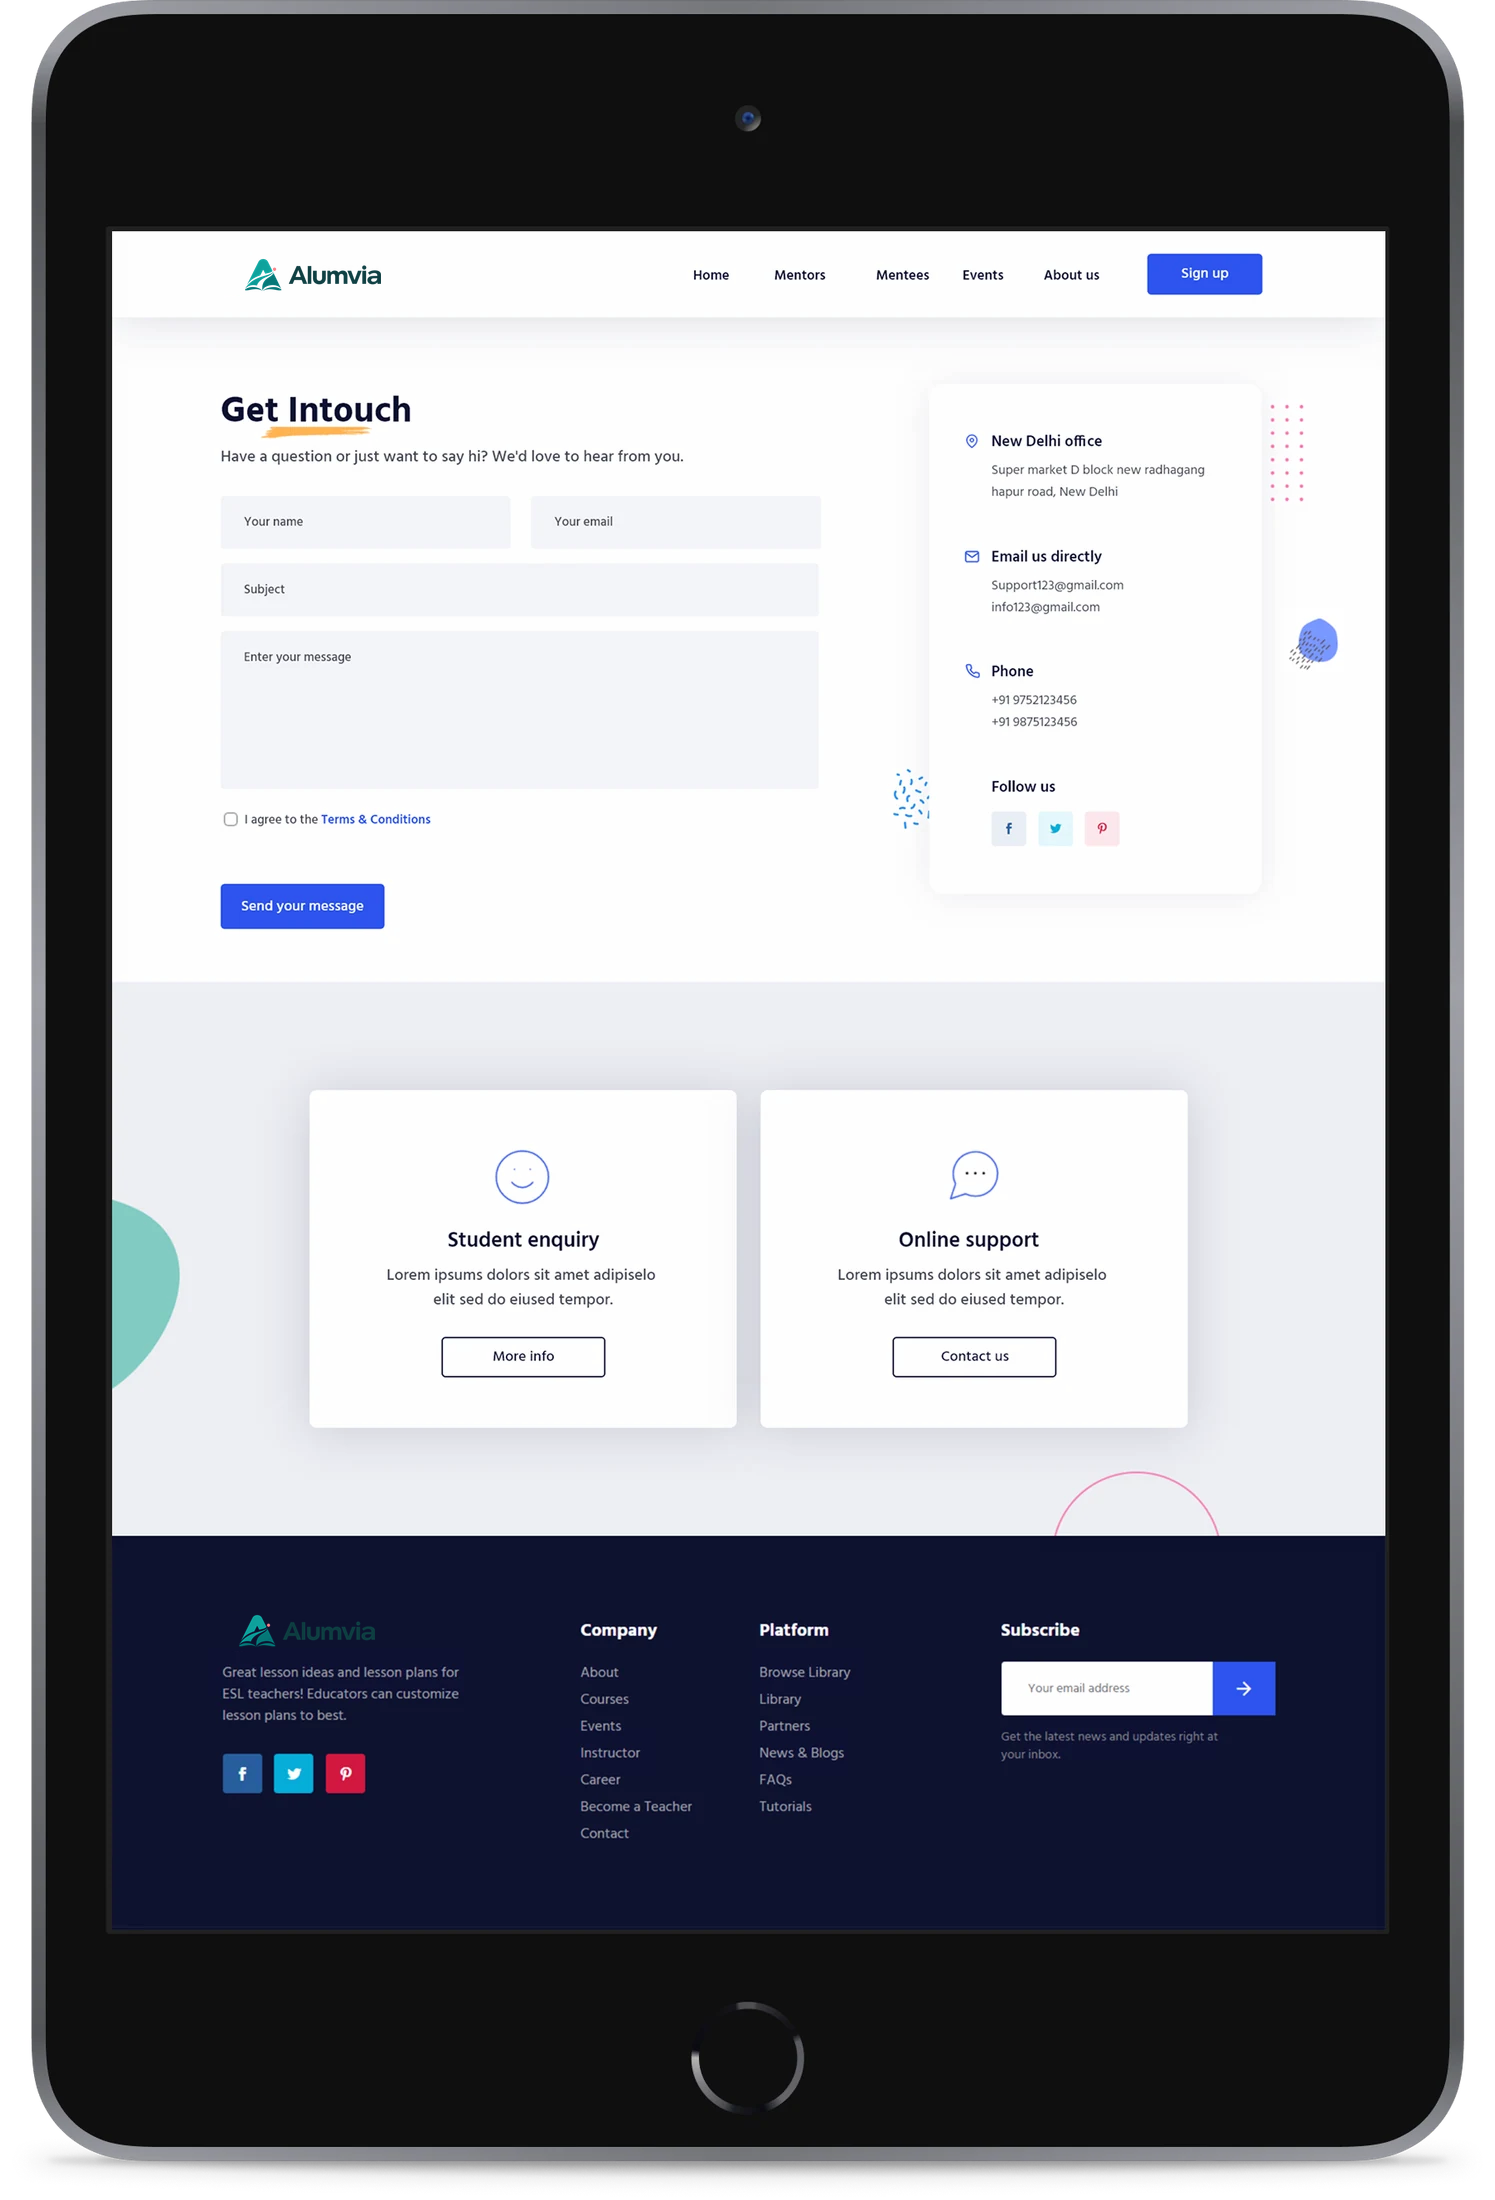 Alumvia
Home Mentors Mentees Events About us Sign up
Get Intouch
Have a question or just want to say hi? We'd love to hear from you.
Your name
Your email
Subject
Enter your message
I agree to the Terms & Conditions
Send your message
New Delhi office
Super market D block new radhagang
hapur road, New Delhi
Email us directly
Support123@gmail.com
info123@gmail.com
Phone
+91 9752123456
+91 9875123456
Follow us
Student enquiry
Lorem ipsums dolors sit amet adipiselo
elit sed do eiused tempor.
More info
Online support
Lorem ipsums dolors sit amet adipiselo
elit sed do eiused tempor.
Contact us
Alumvia
Great lesson ideas and lesson plans for
ESL teachers! Educators can customize
lesson plans to best.
Company
About
Courses
Events
Instructor
Career
Become a Teacher
Contact
Platform
Browse Library
Library
Partners
News & Blogs
FAQs
Tutorials
Subscribe
Your email address
Get the latest news and updates right at
your inbox.